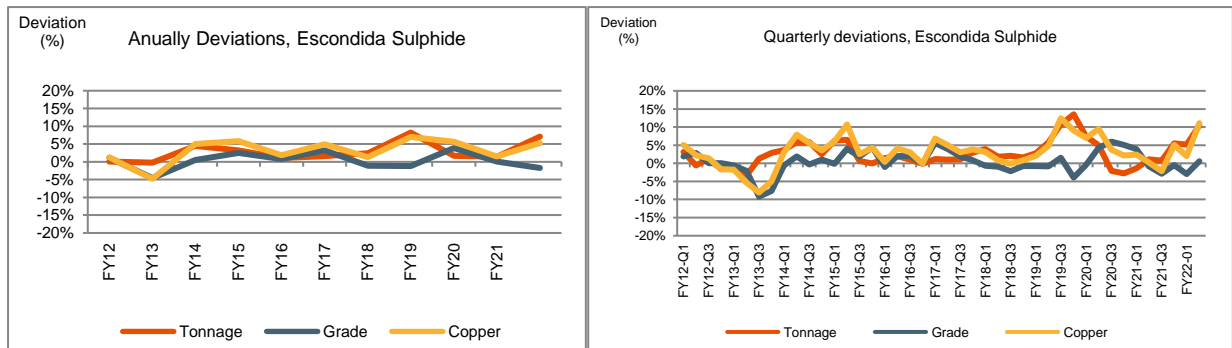 Deviation
(%)
Anually Deviations, Escondida Sulphide
20%
15%
10%
5%
0%
-5%
-10%
-15%
-20%
FY12
FY13
FY14
FY15
FY16
FY17
FY18
FY19
FY20
FY21
Tonnage Grade Copper
Deviation
(%)
Quarterly deviations, Escondida Sulphide
20%
15%
10%
5%
0%
-5%
-10%
-15%
-20%
FY12-Q1
FY12-Q3
FY13-Q1
FY13-Q3
FY14-Q1
FY14-Q3
FY15-Q1
FY15-Q3
FY16-Q1
FY16-Q3
FY17-Q1
FY17-Q3
FY18-Q1
FY18-Q3
FY19-Q1
FY19-Q3
FY20-Q1
FY20-Q3
FY21-Q1
FY21-Q3
FY22-01
Tonnage Grade Copper